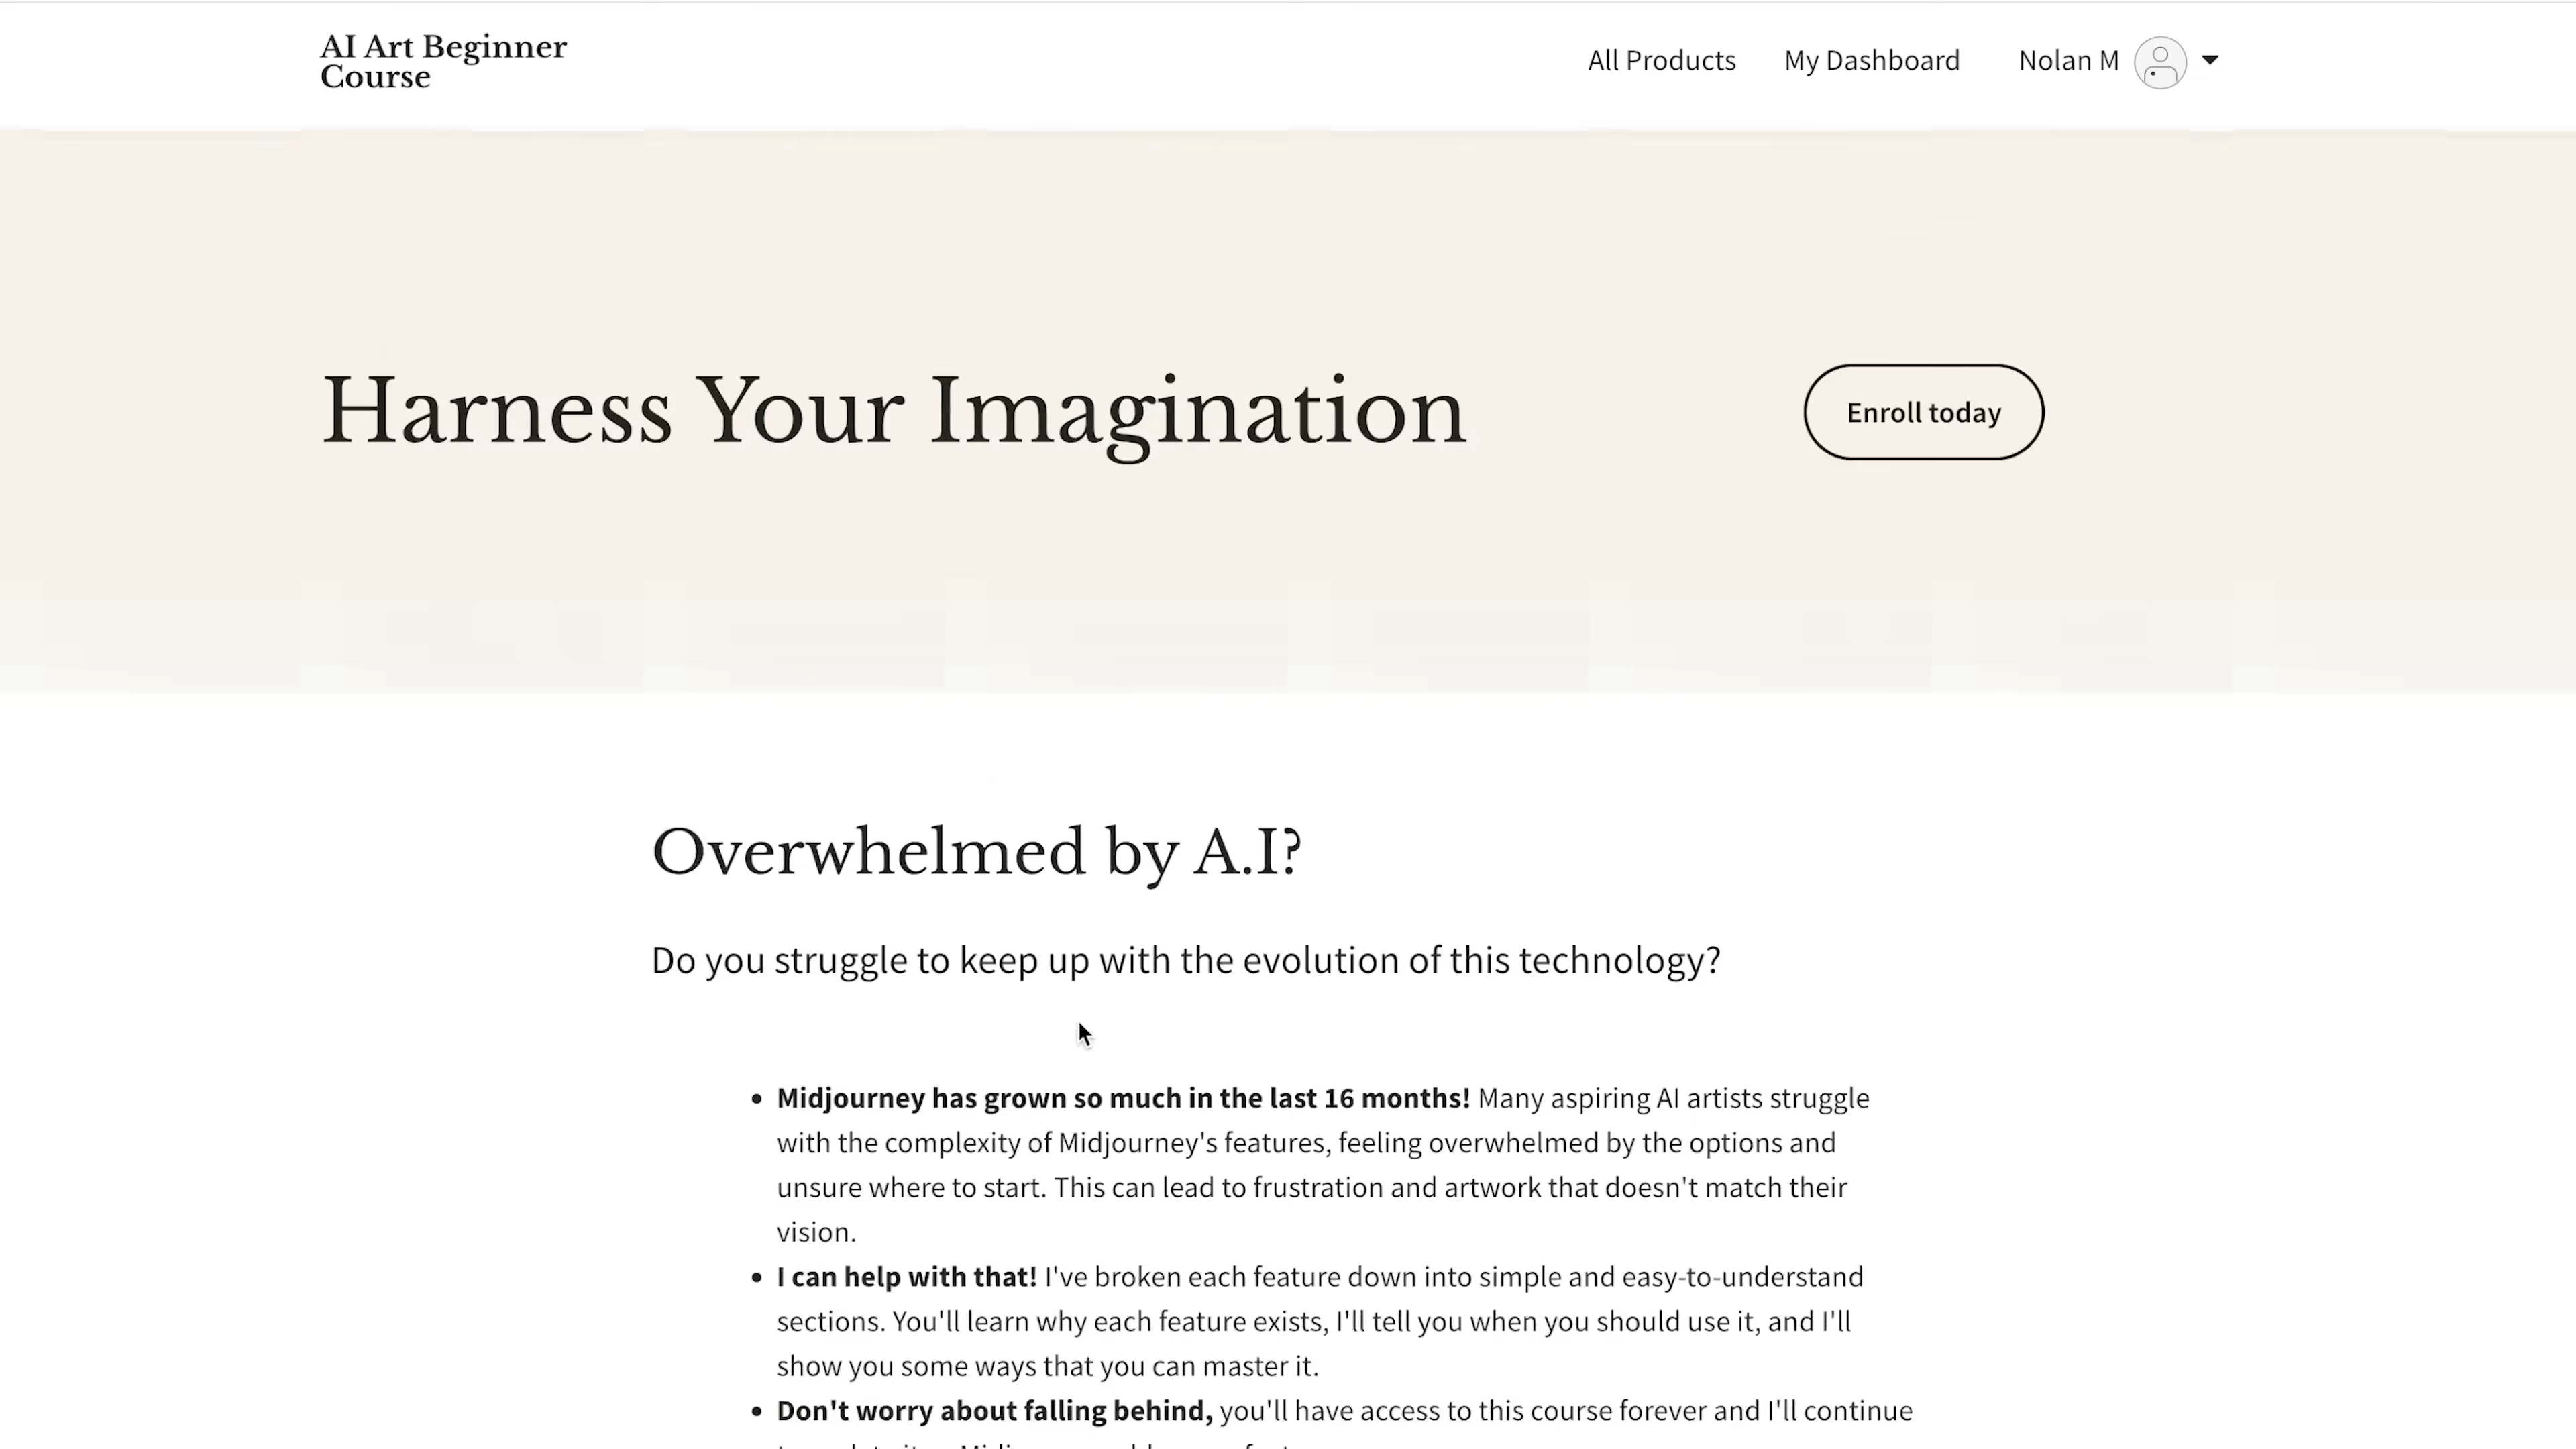 AI Art Beginner
Course
All Products
My Dashboard
Nolan M
Harness Your Imagination
Enroll today
Overwhelmed by A.I?
Do you struggle to keep up with the evolution of this technology?
• Midjourney has grown so much in the last 16 months! Many aspiring AI artists struggle
with the complexity of Midjourney's features, feeling overwhelmed by the options and
unsure where to start. This can lead to frustration and artwork that doesn't match their
vision.
• I can help with that! I've broken each feature down into simple and easy-to-understand
sections. You'll learn why each feature exists, I'll tell you when you should use it, and I'll
show you some ways that you can master it.
• Don't worry about falling behind, you'll have access to this course forever and I'll continue